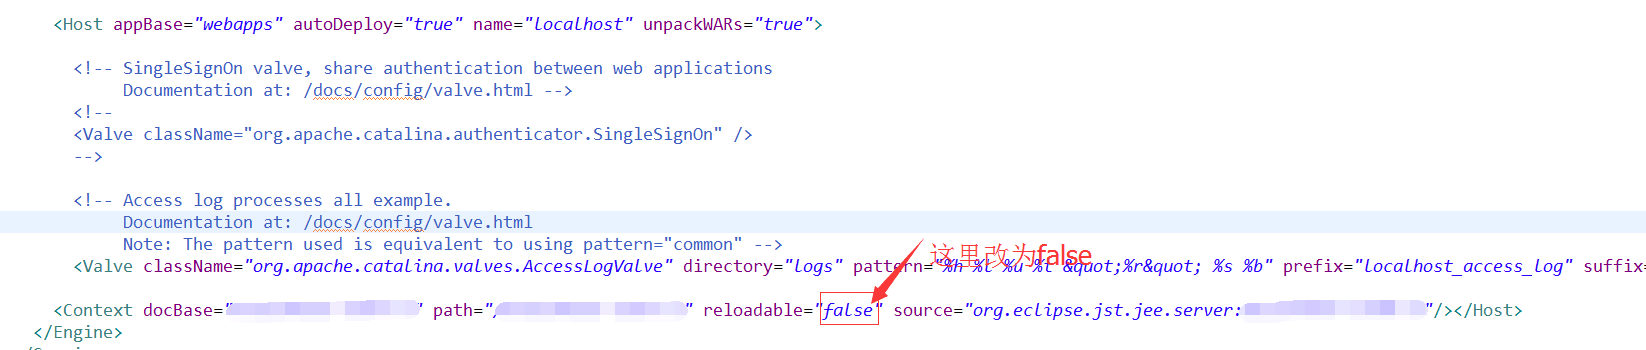 <Host appBase="webapps" autoDeploy="true" name="localhost" unpackWARs="true">
<!-- SingleSignOn valve, share authentication between web applications
Documentation at: /docs/config/valve.html -->
<!--
<Valve className="org.apache.catalina.authenticator.SingleSignOn" />
-->
<!-- Access log processes all example.
Documentation at: /docs/config/valve.html
Note: The pattern used is equivalent to using pattern="common" -->
这里改为false
<Valve className="org.apache.catalina.valves.AccessLogValve" directory="logs" pattern="%h %l %u %t &quot;%r&quot; %s %b" prefix="localhost_access_log" suffix=
<Context docBase=" " path="/ " reloadable="false" source="org.eclipse.jst.jee.server: "/></Host>
</Engine>